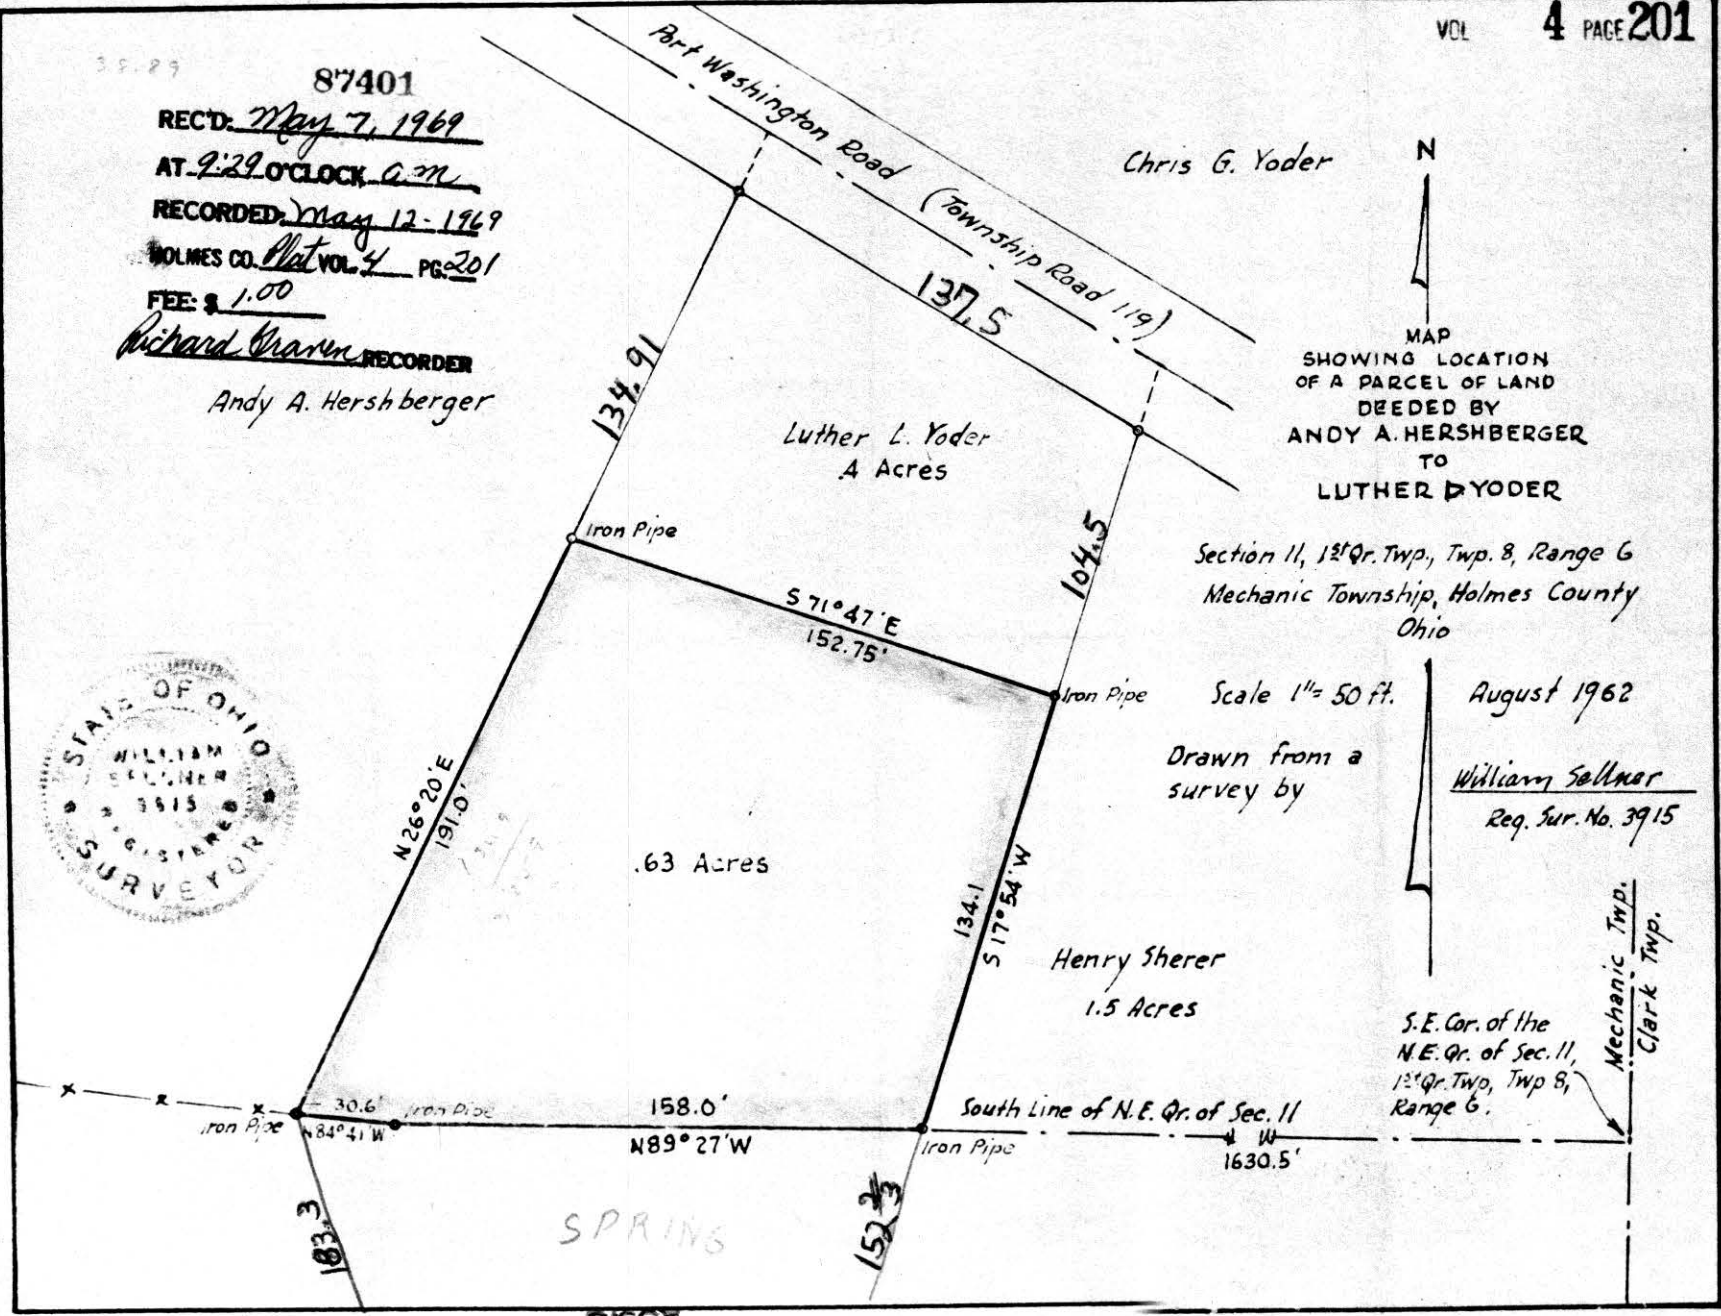 VOL 4 PAGE 201
87401
REC'D: May 7, 1969
AT 9:29 O'CLOCK a.m
RECORDED: May 12 - 1969
HOLMES CO. Plat VOL. 4 PG. 201
FEE: $ 1.00
Richard Graven RECORDER
Andy A. Hershberger
Port Washington Road (Township Road 119)
Chris G. Yoder
N
137.5
134.91
MAP
SHOWING LOCATION
OF A PARCEL OF LAND
DEEDED BY
ANDY A. HERSHBERGER
TO
LUTHER D YODER
Luther L. Yoder
.4 Acres
104.5
Iron Pipe
Section 11, 1st Qr. Twp., Twp. 8, Range 6
Mechanic Township, Holmes County
Ohio
S 71° 47' E
152.75'
Iron Pipe
Scale 1"= 50 ft.
August 1962
Drawn from a
survey by
William Sellner
Reg. Sur. No. 3915
STATE OF OHIO
WILLIAM
SELLNER
3915
REGISTERED
SURVEYOR
N 26° 20' E
191.0'
.63 Acres
134.1
S 17° 54' W
Henry Sherer
1.5 Acres
Mechanic Twp.
Clark Twp.
S.E. Cor. of the
N.E. Qr. of Sec. 11,
1st Qr. Twp, Twp 8,
Range 6.
30.6'
Iron Pipe
Iron Pipe
N 84° 41' W
158.0'
N 89° 27' W
South Line of N.E. Qr. of Sec. 11
Iron Pipe
1630.5'
183.3
SPRING